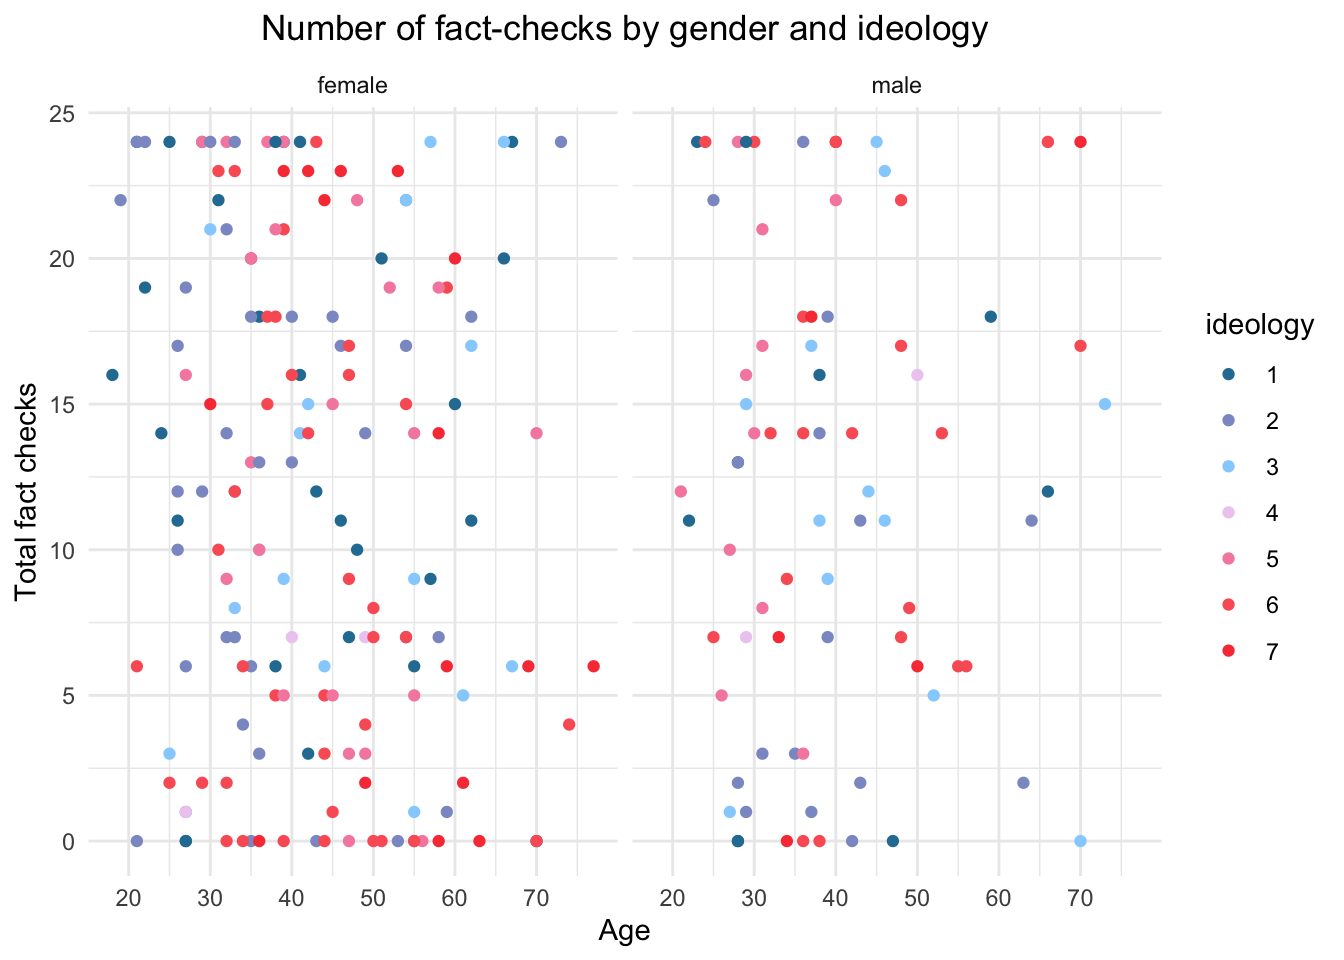 Number of fact-checks by gender and ideology
female
male
25
20
15
10
5
0
Total fact checks
20 30 40 50 60 70
20 30 40 50 60 70
Age
ideology
1
2
3
4
5
6
7